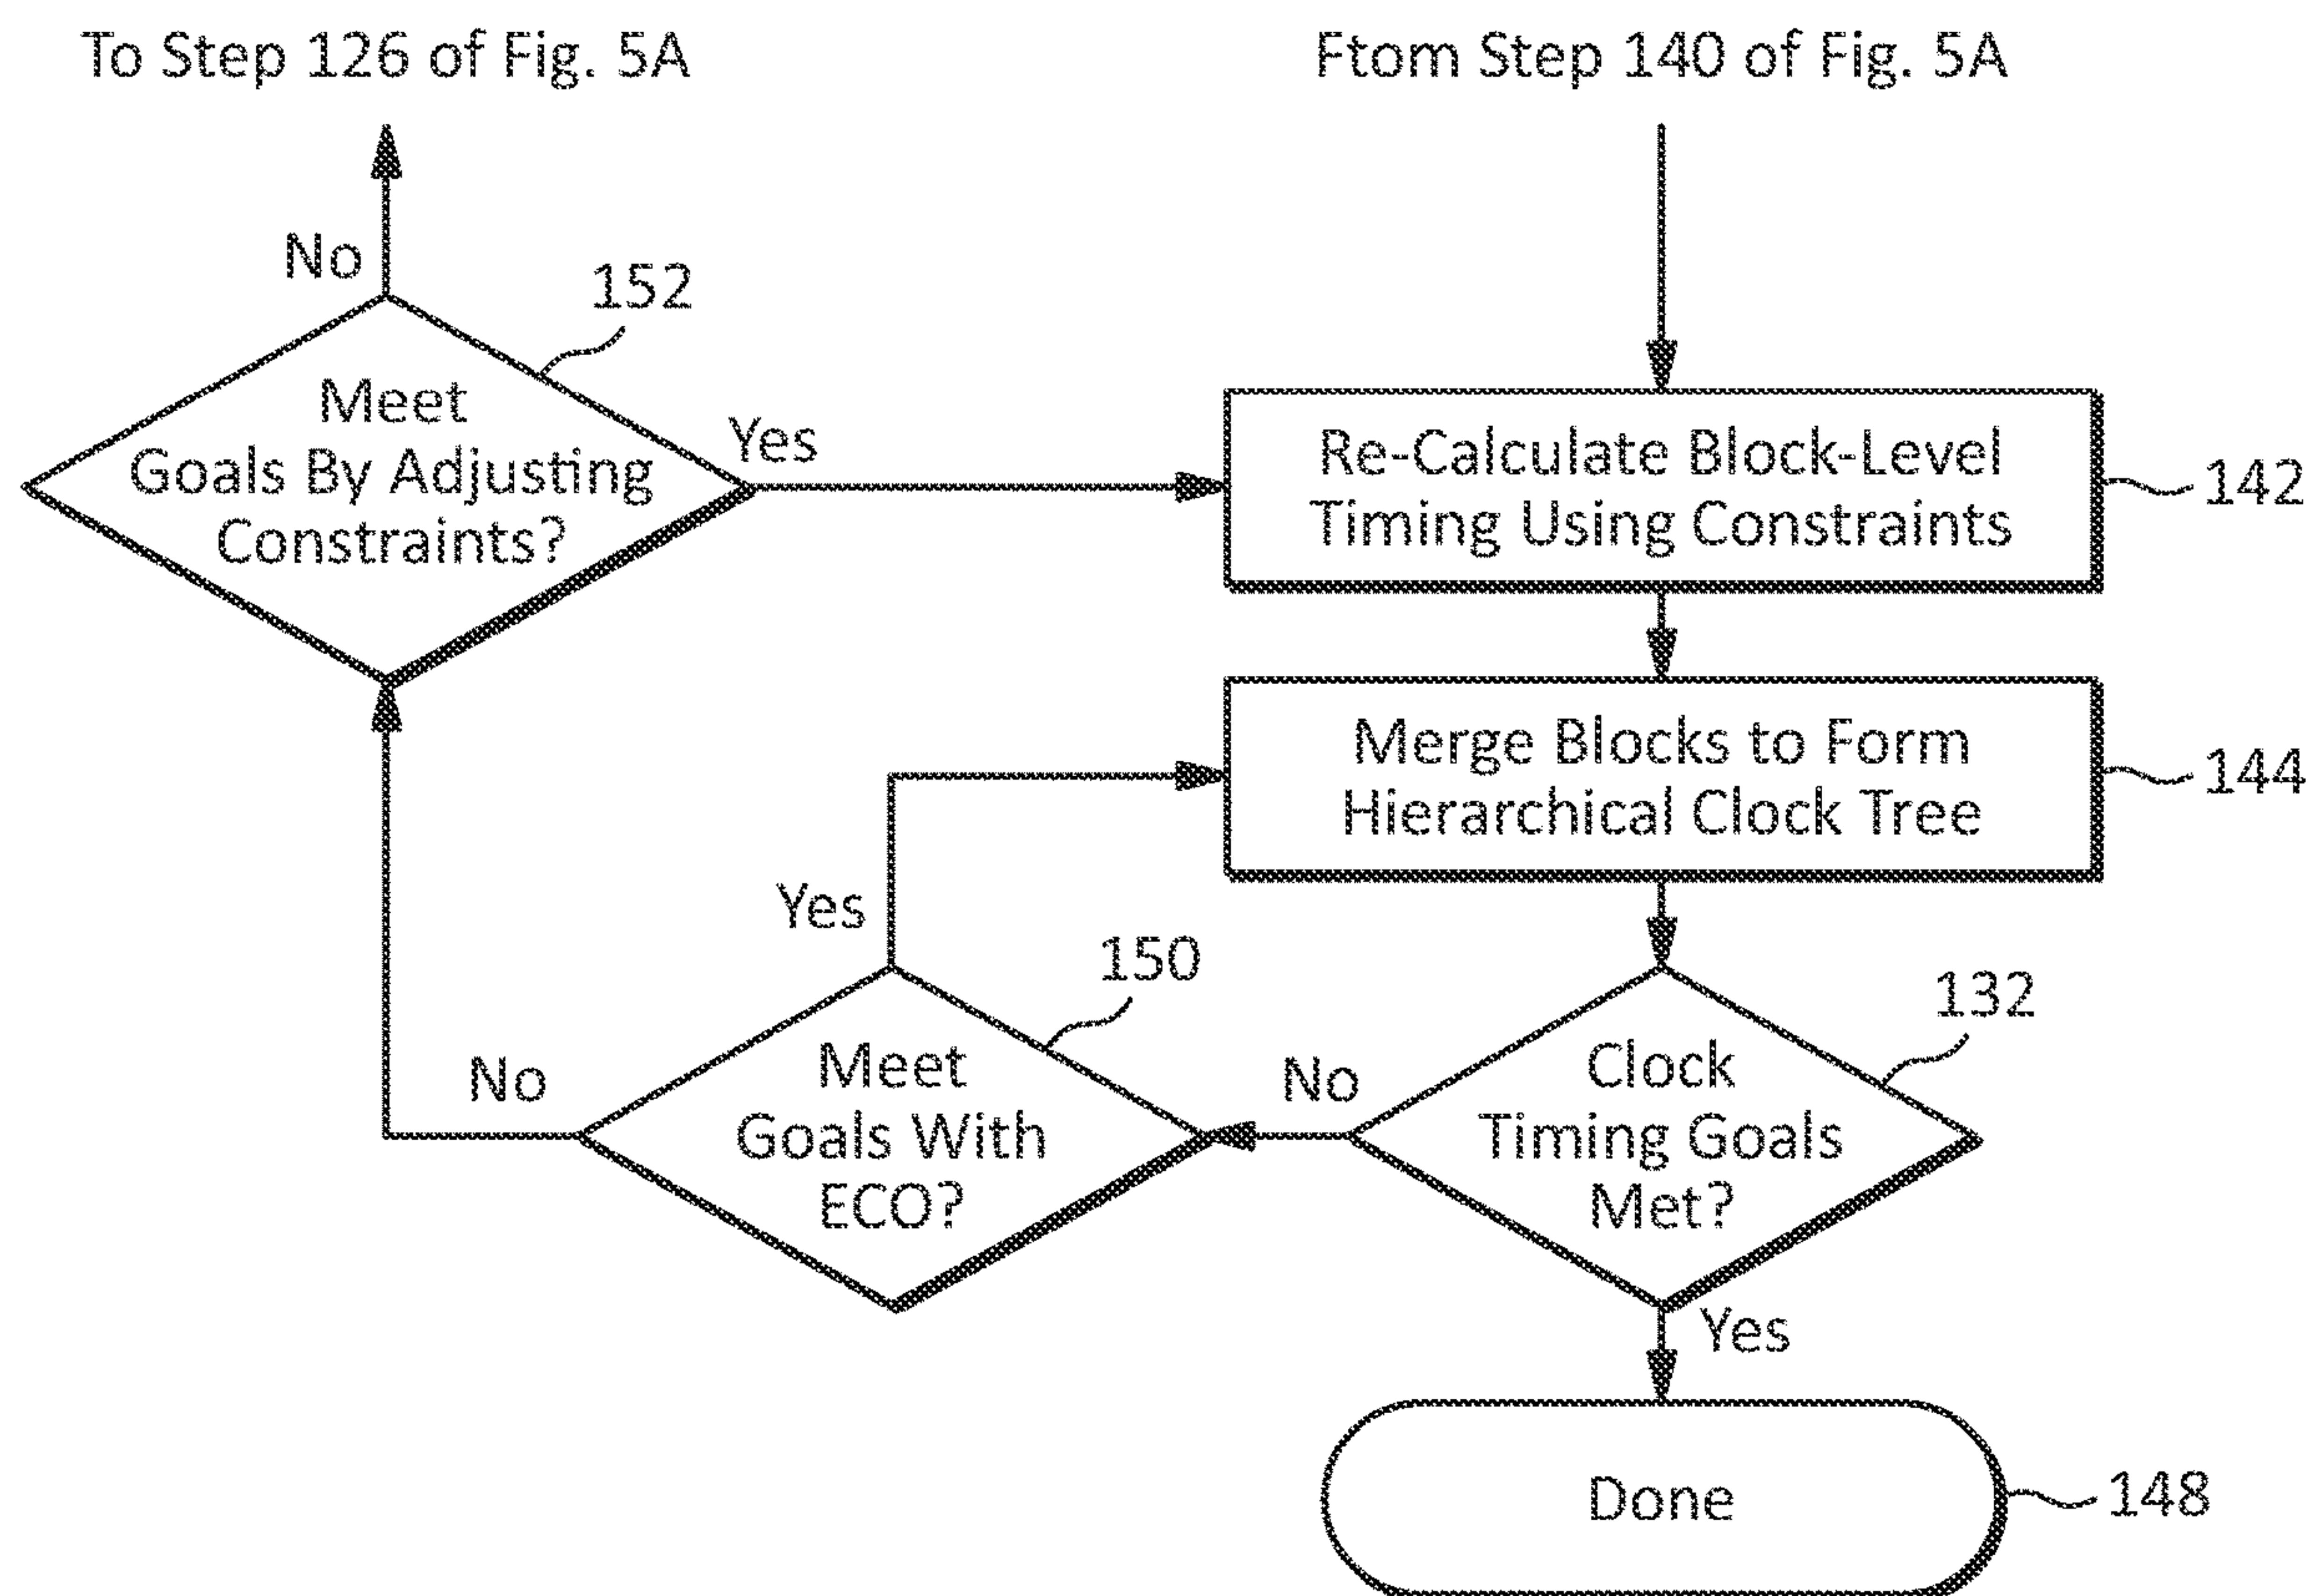 To Step 126 of Fig. 5A
Ftom Step 140 of Fig. 5A
No
152
Meet
Goals By Adjusting
Constraints?
Yes
Re-Calculate Block-Level
Timing Using Constraints
142
Merge Blocks to Form
Hierarchical Clock Tree
144
Yes
150
132
No
Meet
Goals With
ECO?
No
Clock
Timing Goals
Met?
Yes
Done
148